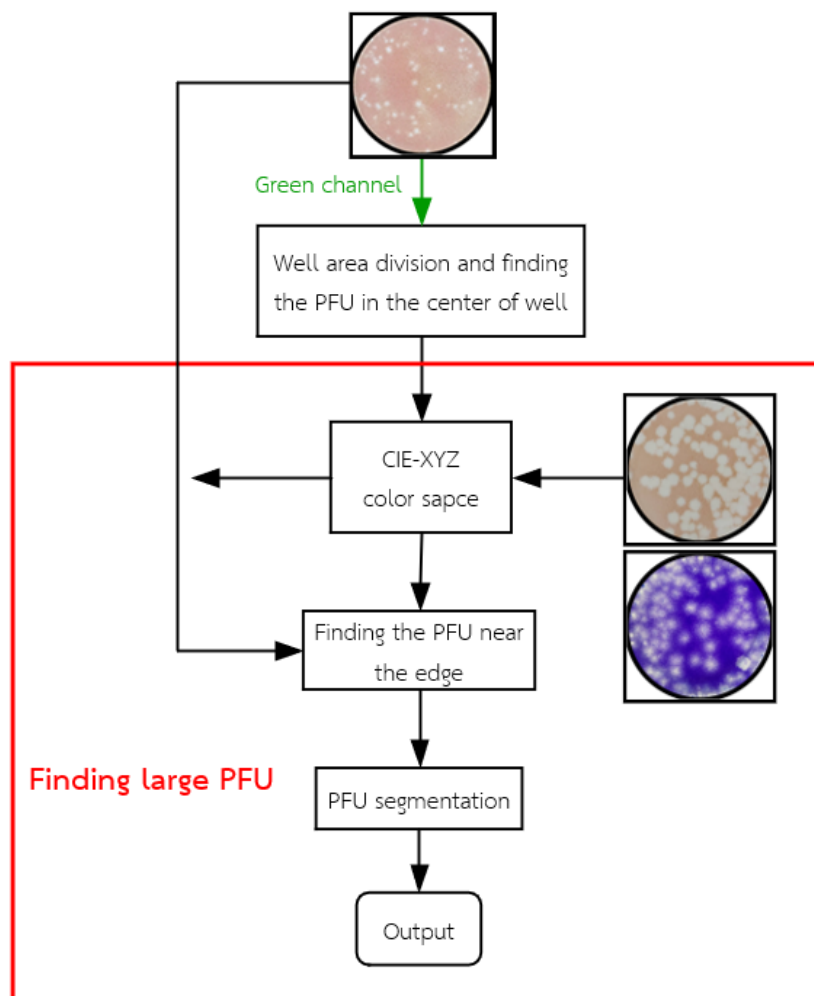 Green channel
Well area division and finding
the PFU in the center of well
CIE-XYZ
color sapce
Finding the PFU near
the edge
Finding large PFU
PFU segmentation
Output